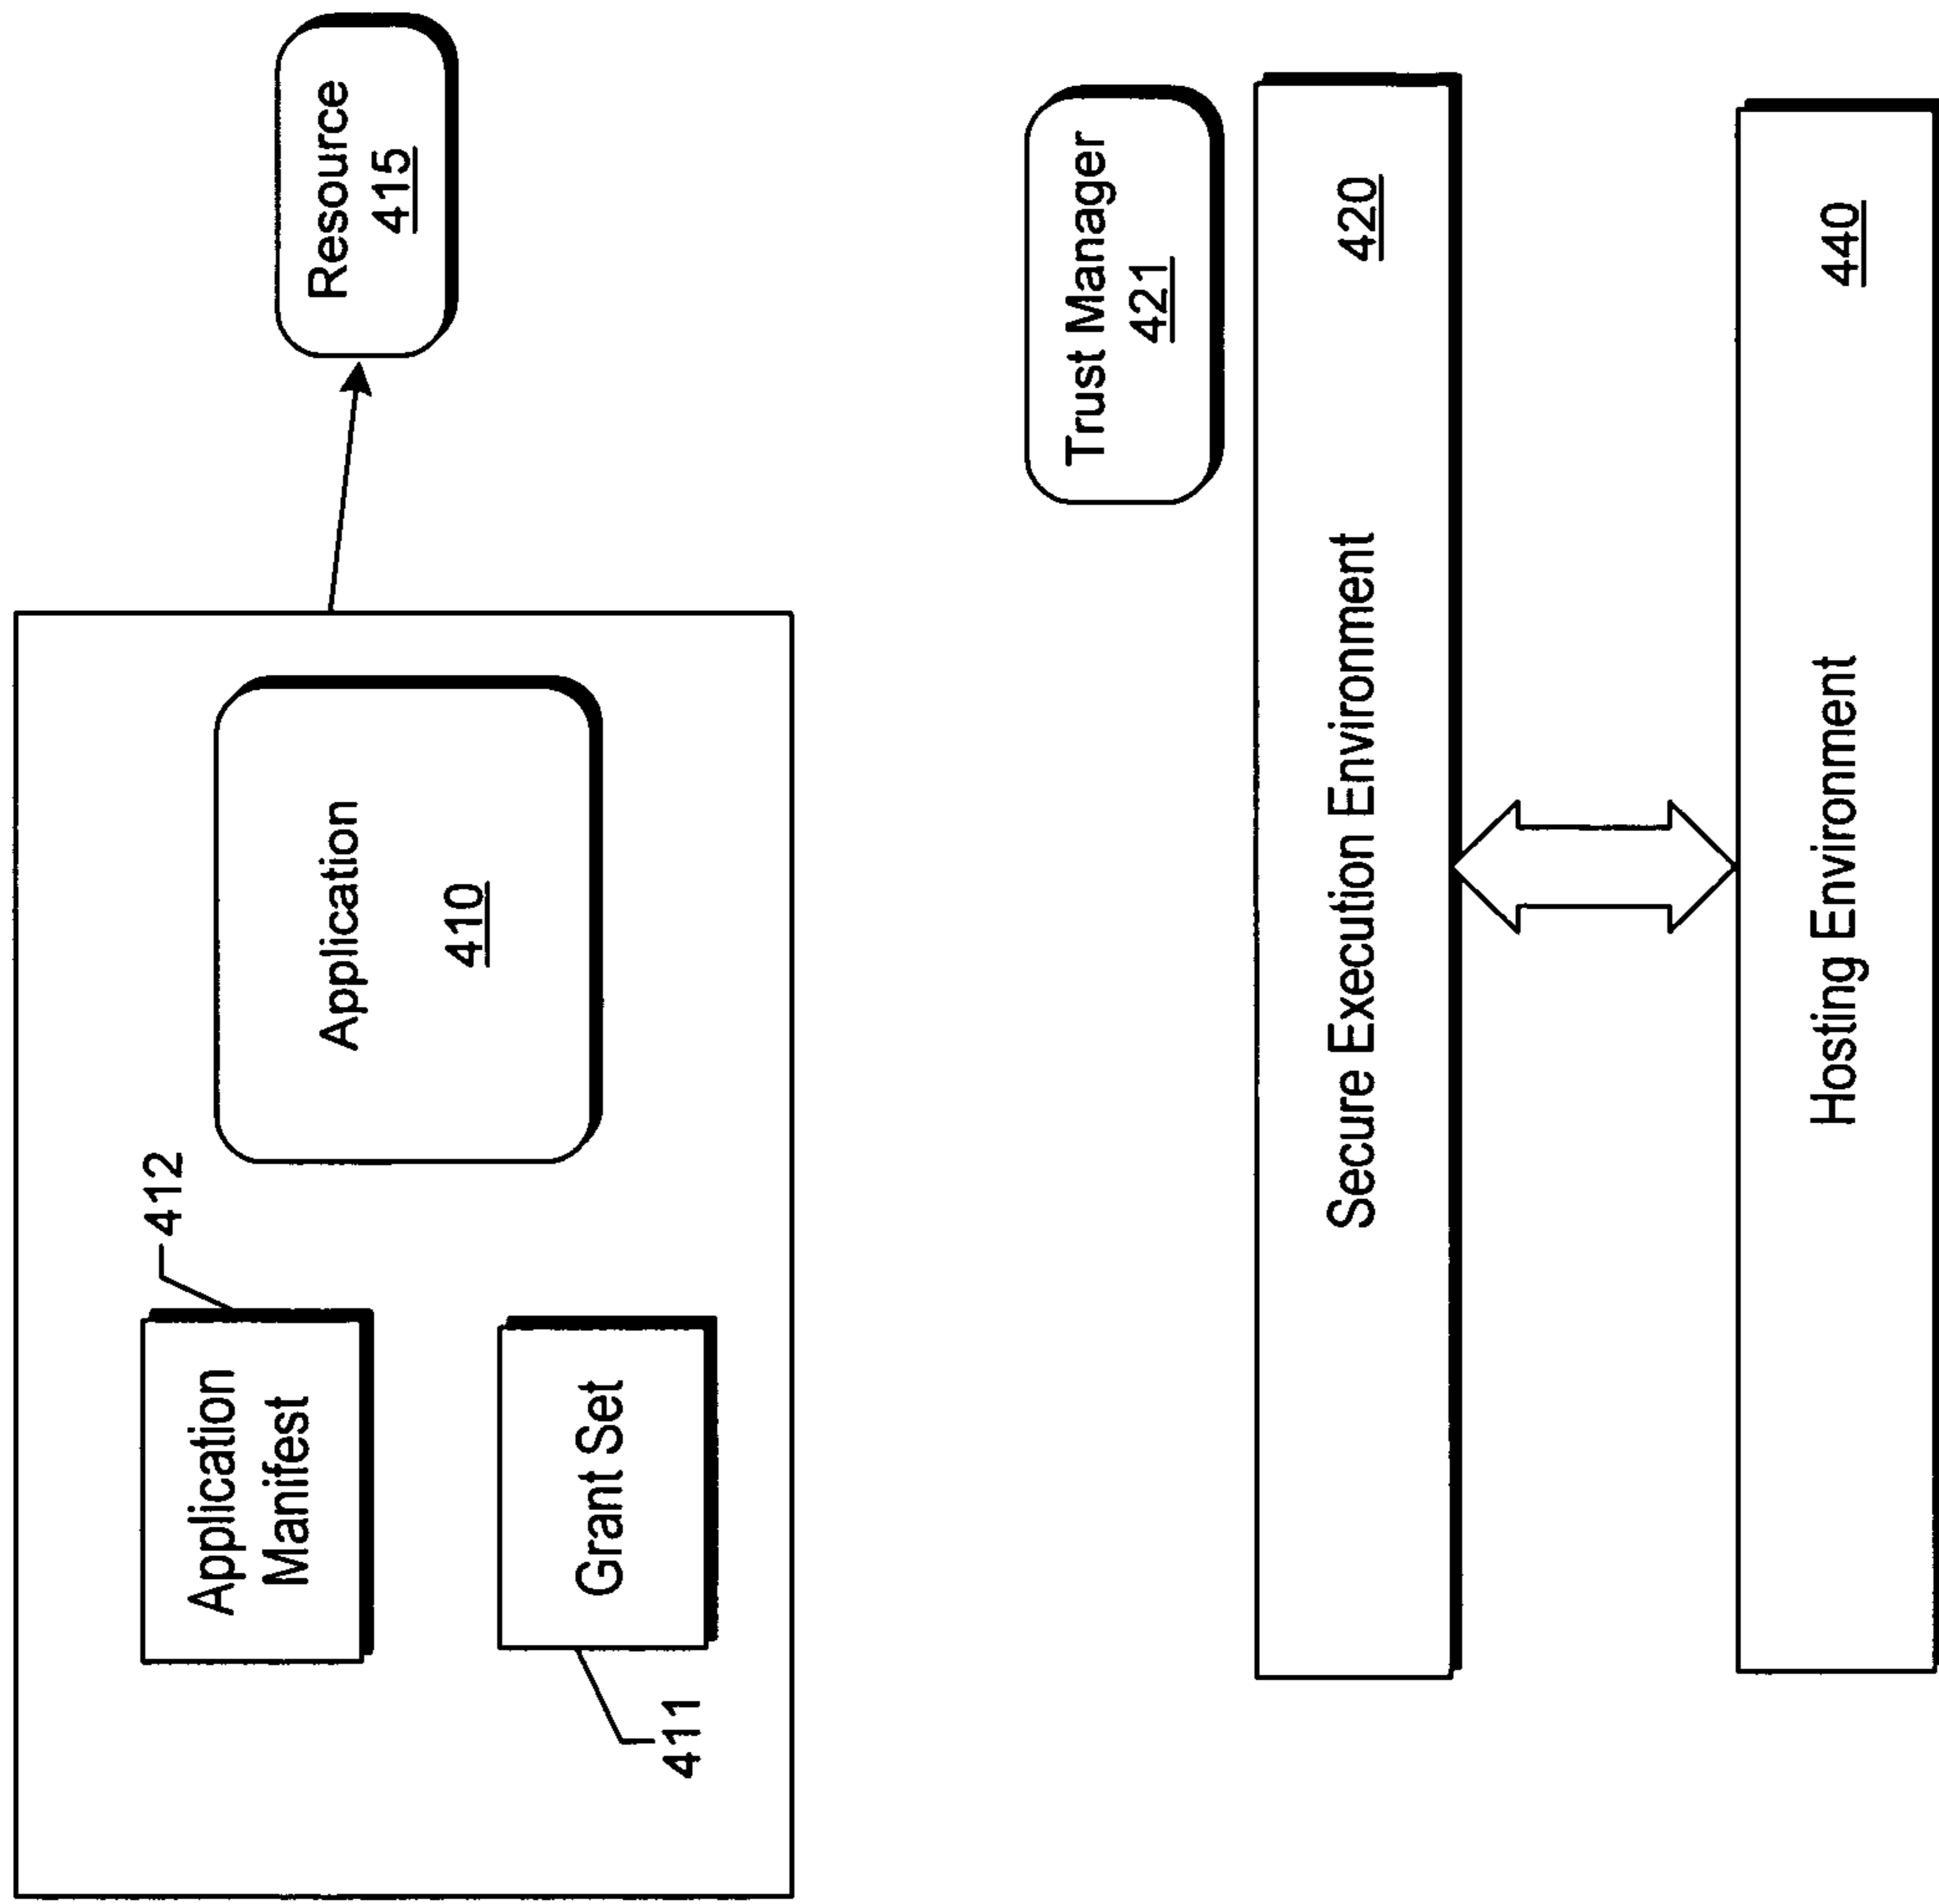 412
Application
Manifest
Application
410
Grant Set
411
Resource
415
Trust Manager
421
Secure Execution Environment
420
Hosting Environment
440